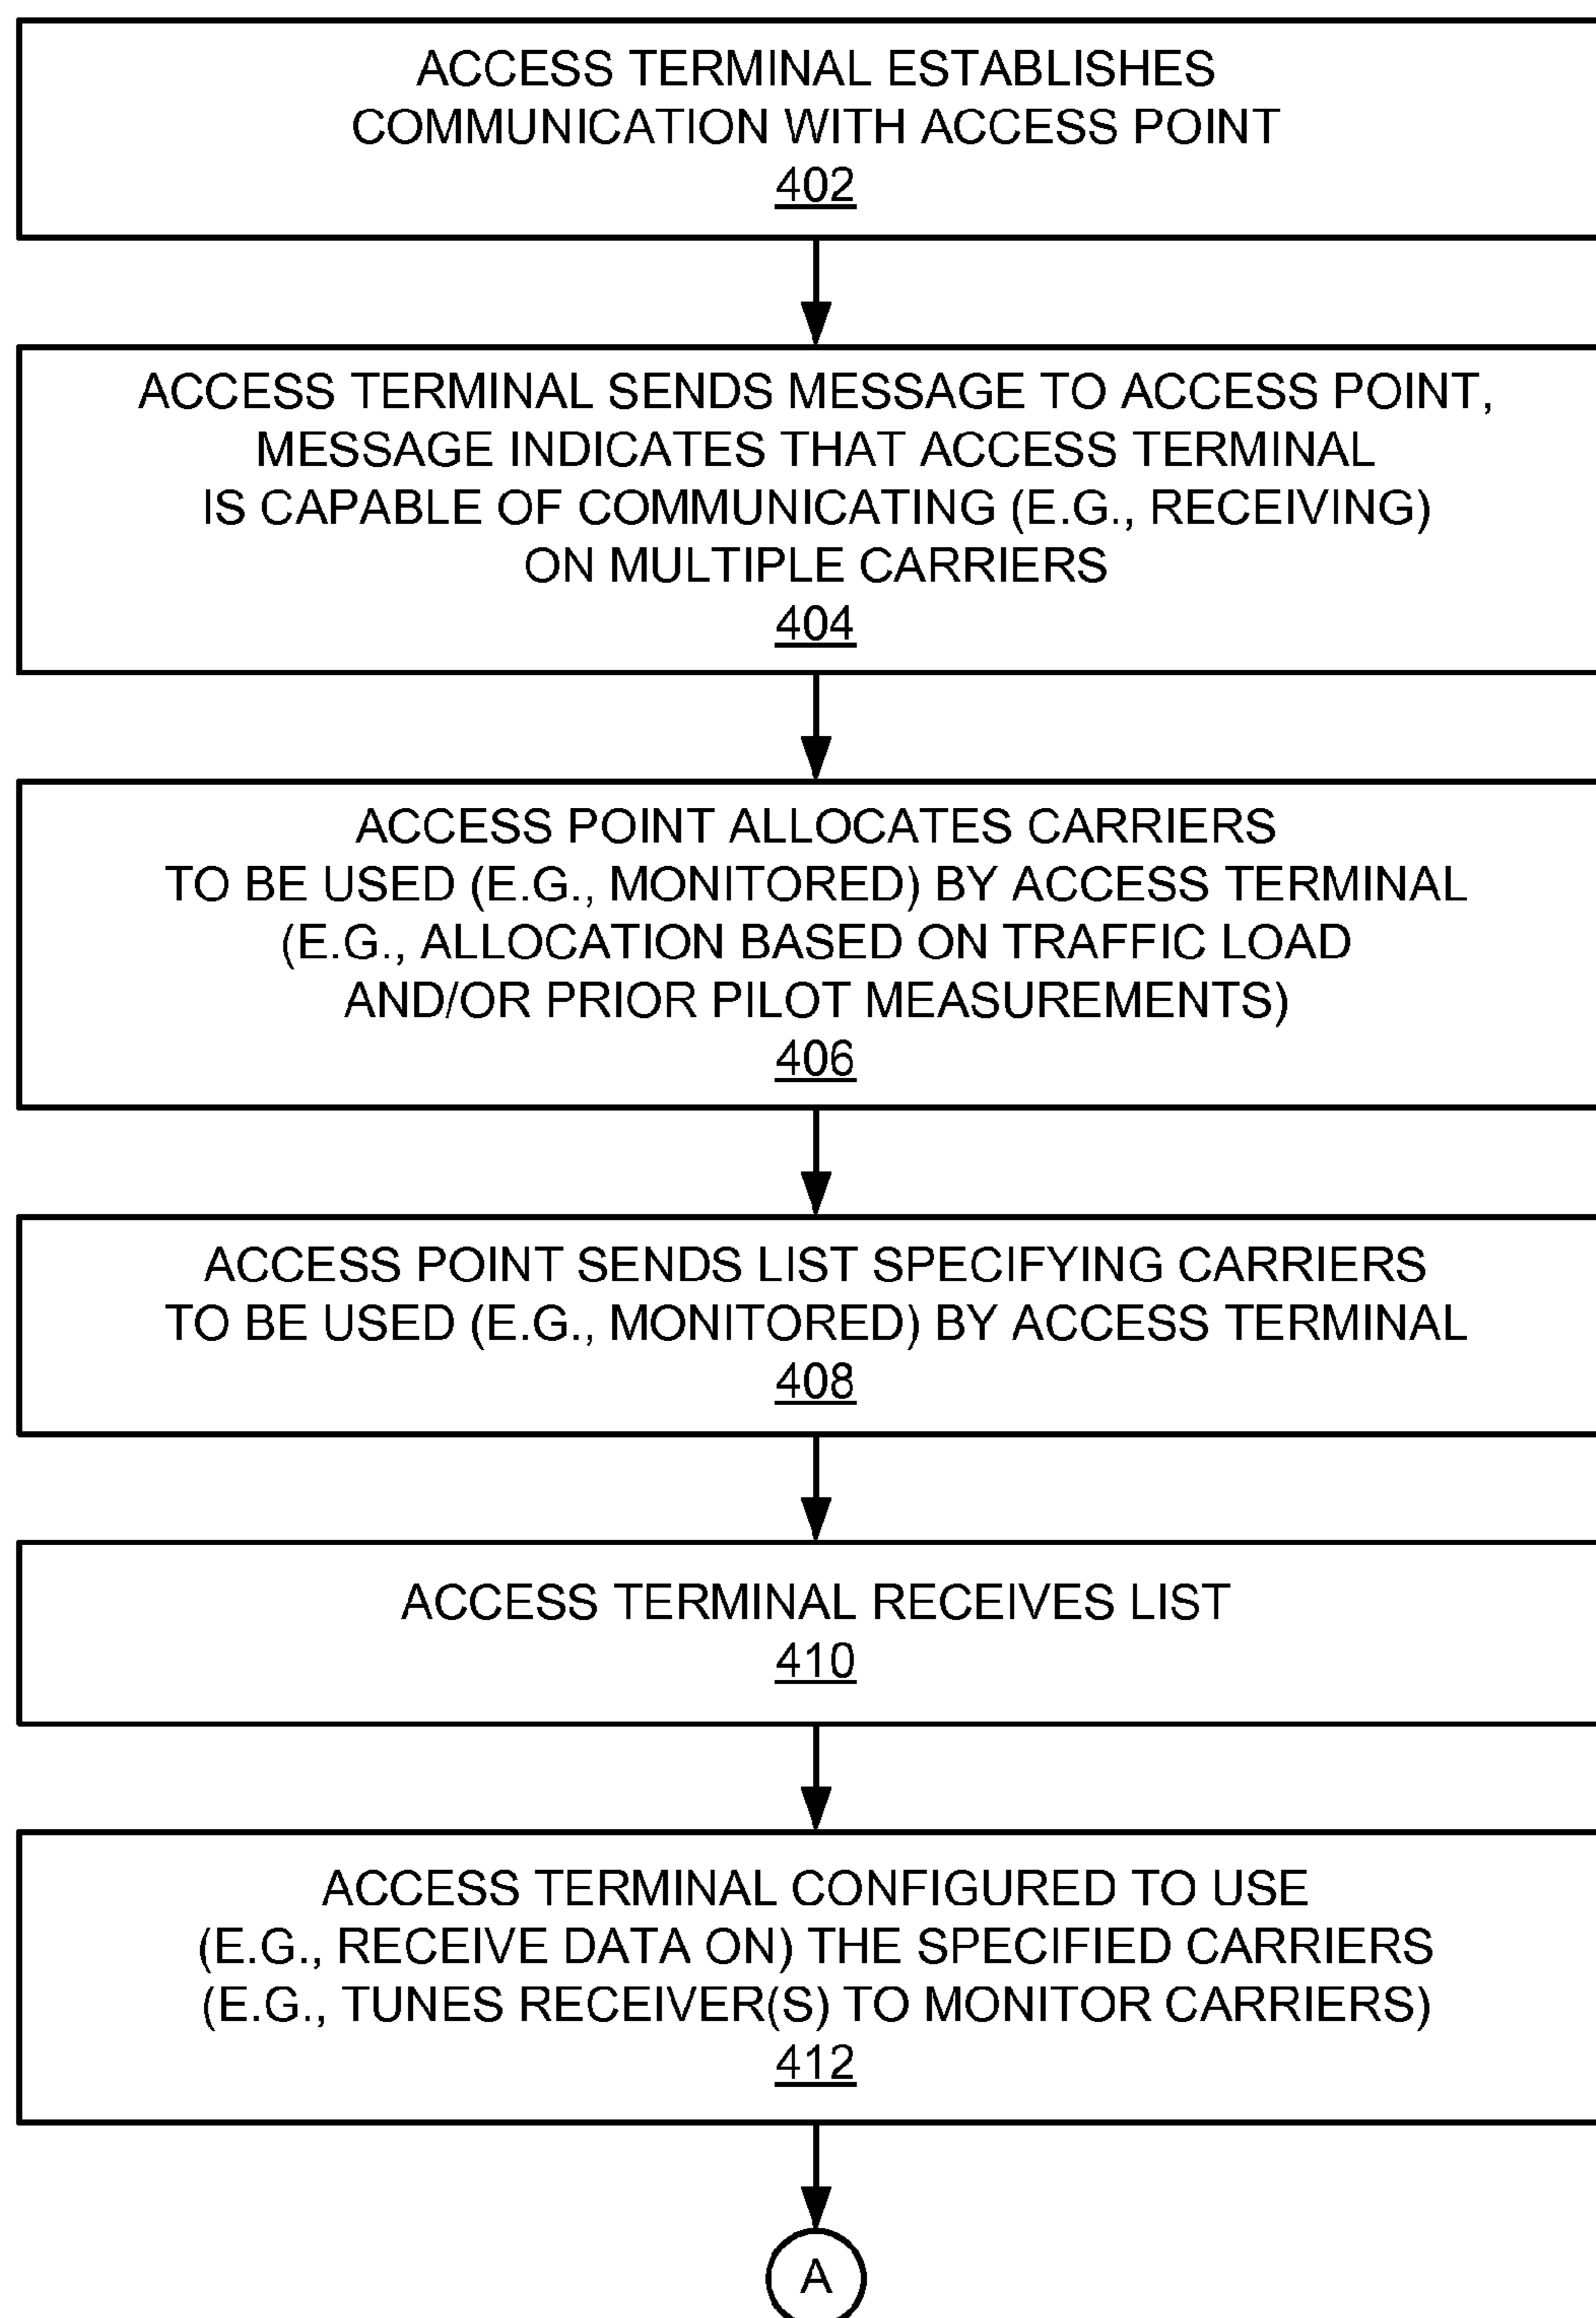 ACCESS TERMINAL ESTABLISHES
COMMUNICATION WITH ACCESS POINT
402
ACCESS TERMINAL SENDS MESSAGE TO ACCESS POINT,
MESSAGE INDICATES THAT ACCESS TERMINAL
IS CAPABLE OF COMMUNICATING (E.G., RECEIVING)
ON MULTIPLE CARRIERS
404
ACCESS POINT ALLOCATES CARRIERS
TO BE USED (E.G., MONITORED) BY ACCESS TERMINAL
(E.G., ALLOCATION BASED ON TRAFFIC LOAD
AND/OR PRIOR PILOT MEASUREMENTS)
406
ACCESS POINT SENDS LIST SPECIFYING CARRIERS
TO BE USED (E.G., MONITORED) BY ACCESS TERMINAL
408
ACCESS TERMINAL RECEIVES LIST
410
ACCESS TERMINAL CONFIGURED TO USE
(E.G., RECEIVE DATA ON) THE SPECIFIED CARRIERS
(E.G., TUNES RECEIVER(S) TO MONITOR CARRIERS)
412
A